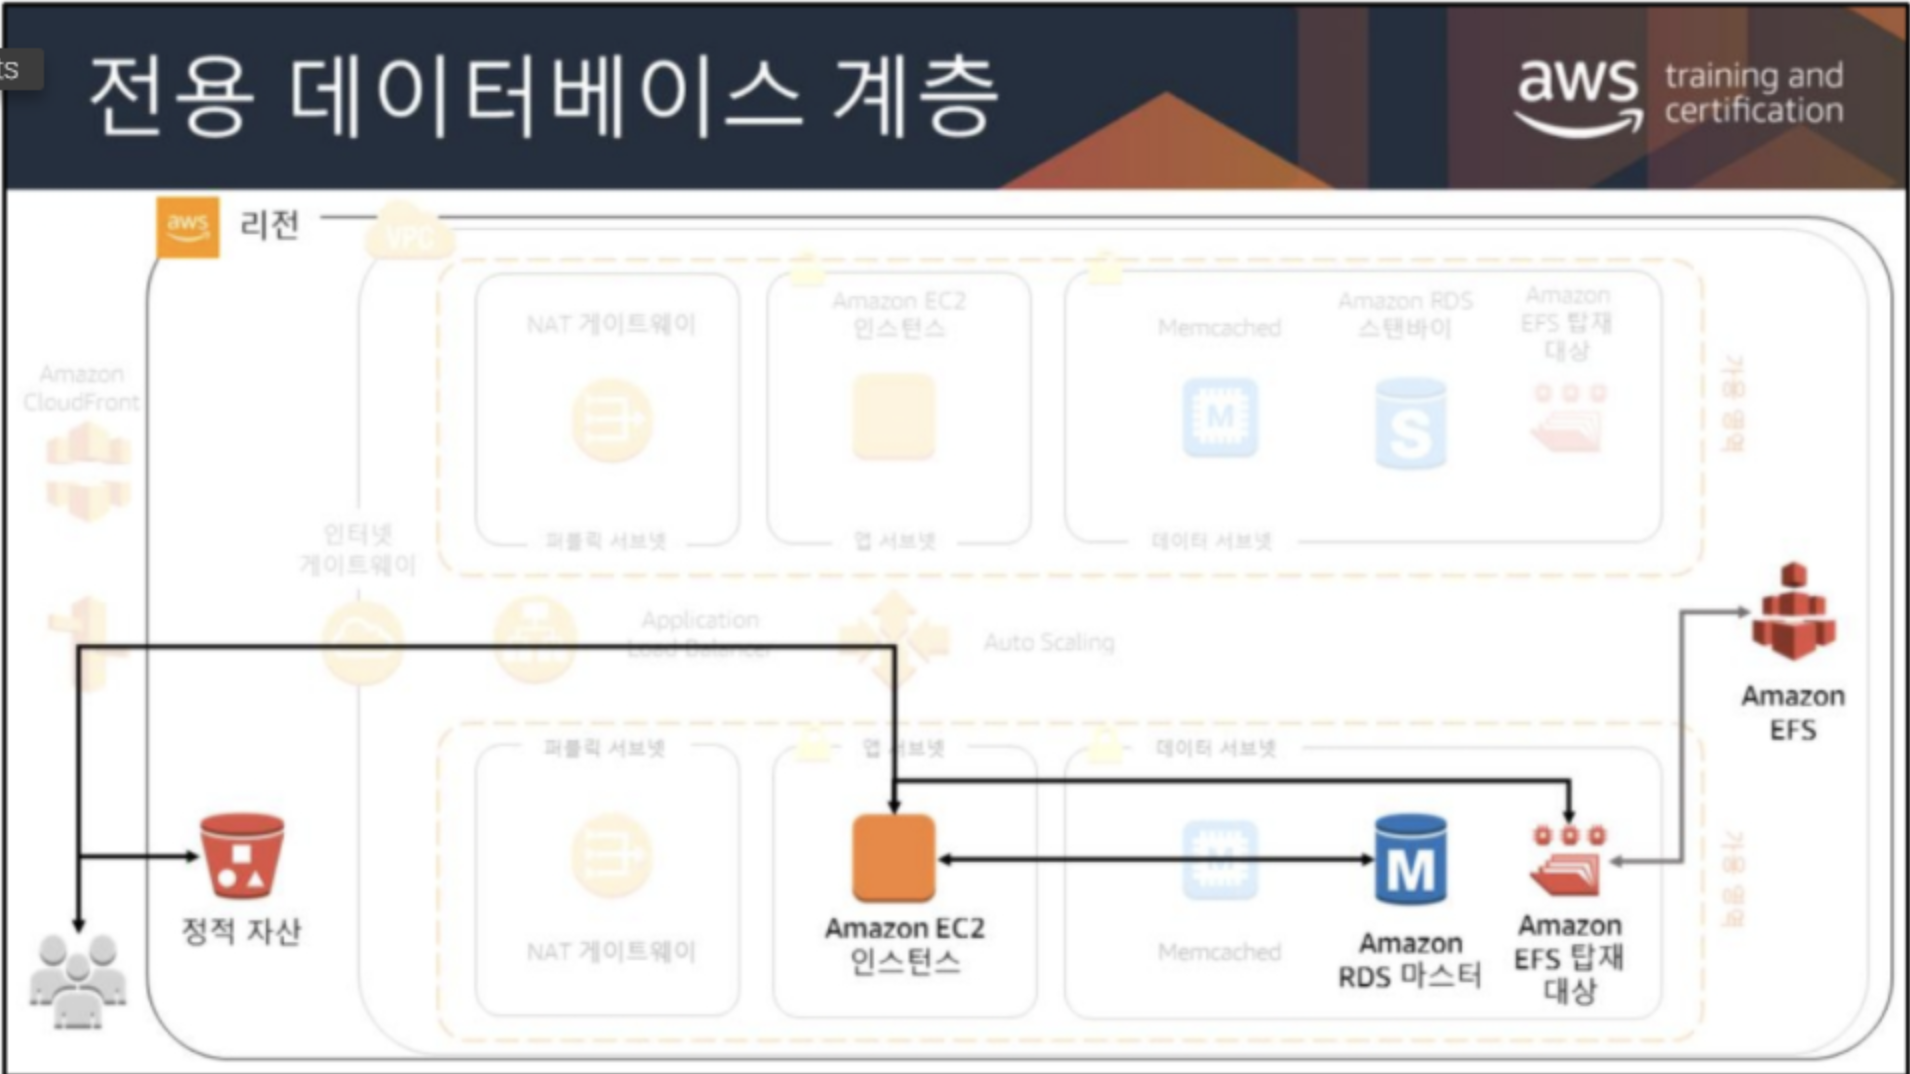 ts
전용 데이터베이스 계층
aws
training and
certification
aws
리전
VPC
NAT 게이트웨이
Amazon EC2
인스턴스
Memcached
Amazon RDS
스탠바이
Amazon
EFS 탑재
대상
M
S
퍼블릭 서브넷
앱 서브넷
데이터 서브넷
가용 영역
Amazon
CloudFront
인터넷
게이트웨이
Application
Load Balancer
Auto Scaling
Amazon
EFS
퍼블릭 서브넷
앱 서브넷
데이터 서브넷
M
M
정적 자산
NAT 게이트웨이
Amazon EC2
인스턴스
Memcached
Amazon
RDS 마스터
Amazon
EFS 탑재
대상
가용 영역